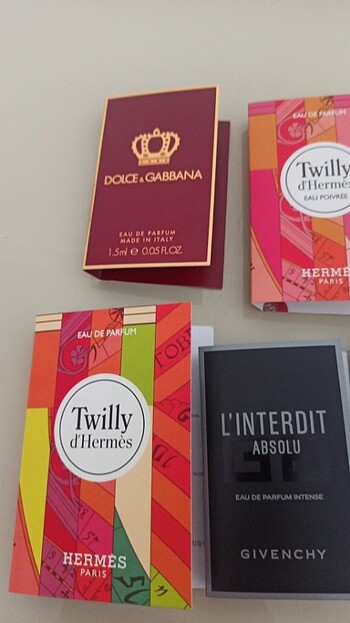 DOLCE & GABBANA
EAU DE PARFUM
MADE IN ITALY
1.5ml e 0.05 FL.OZ.
EAU DE PARFUM
Twilly
d'Hermès
EAU POIVRÉE
HERMÈS
PARIS
EAU DE PARFUM
Twilly
d'Hermès
HERMÈS
PARIS
L'INTERDIT
ABSOLU
EAU DE PARFUM INTENSE
GIVENCHY